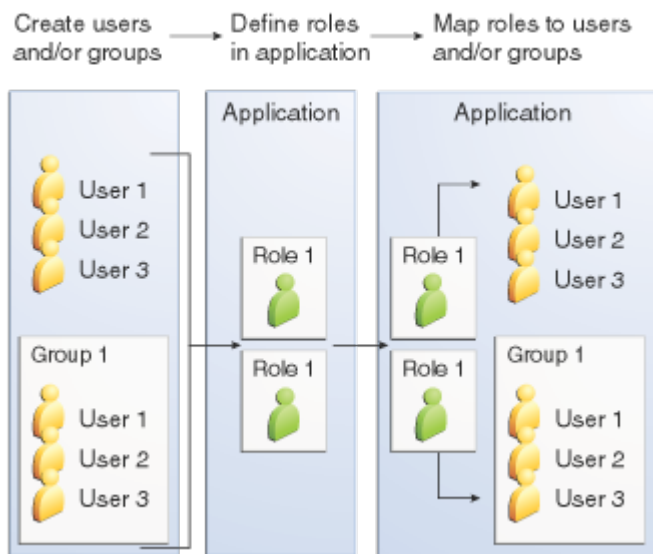 Create users
and/or groups
Define roles
in application
Map roles to users
and/or groups
User 1
User 2
User 3
Group 1
User 1
User 2
User 3
Application
Role 1
Role 1
Application
Role 1
User 1
User 2
User 3
Role 1
Group 1
User 1
User 2
User 3